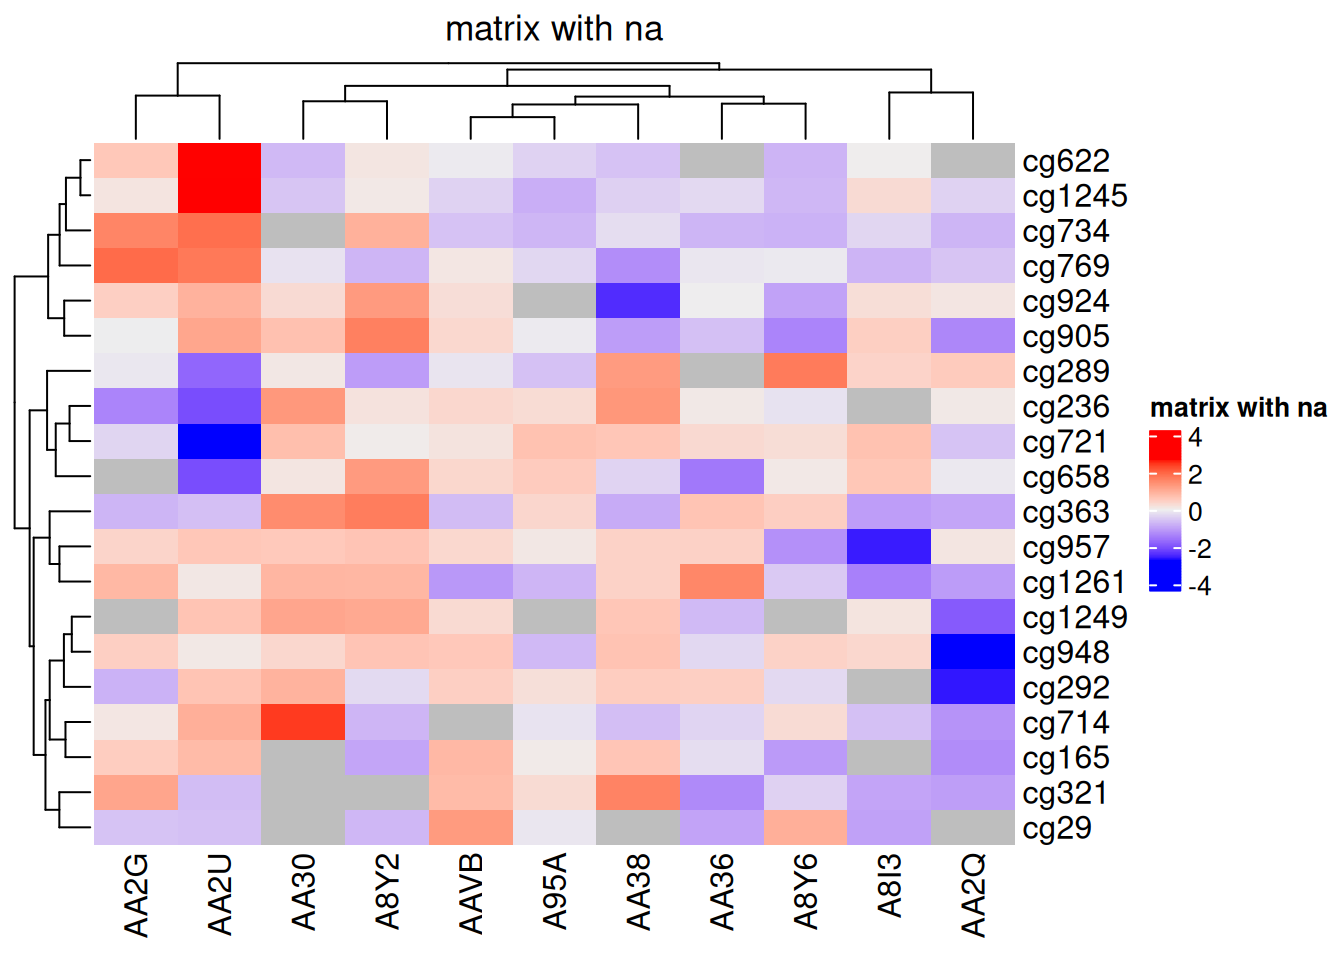 matrix with na
cg622
cg1245
cg734
cg769
cg924
cg905
cg289
cg236
cg721
cg658
cg363
cg957
cg1261
cg1249
cg948
cg292
cg714
cg165
cg321
cg29
AA2G
AA2U
AA30
A8Y2
AAVB
A95A
AA38
AA36
A8Y6
A8I3
AA2Q
matrix with na
4
2
0
-2
-4